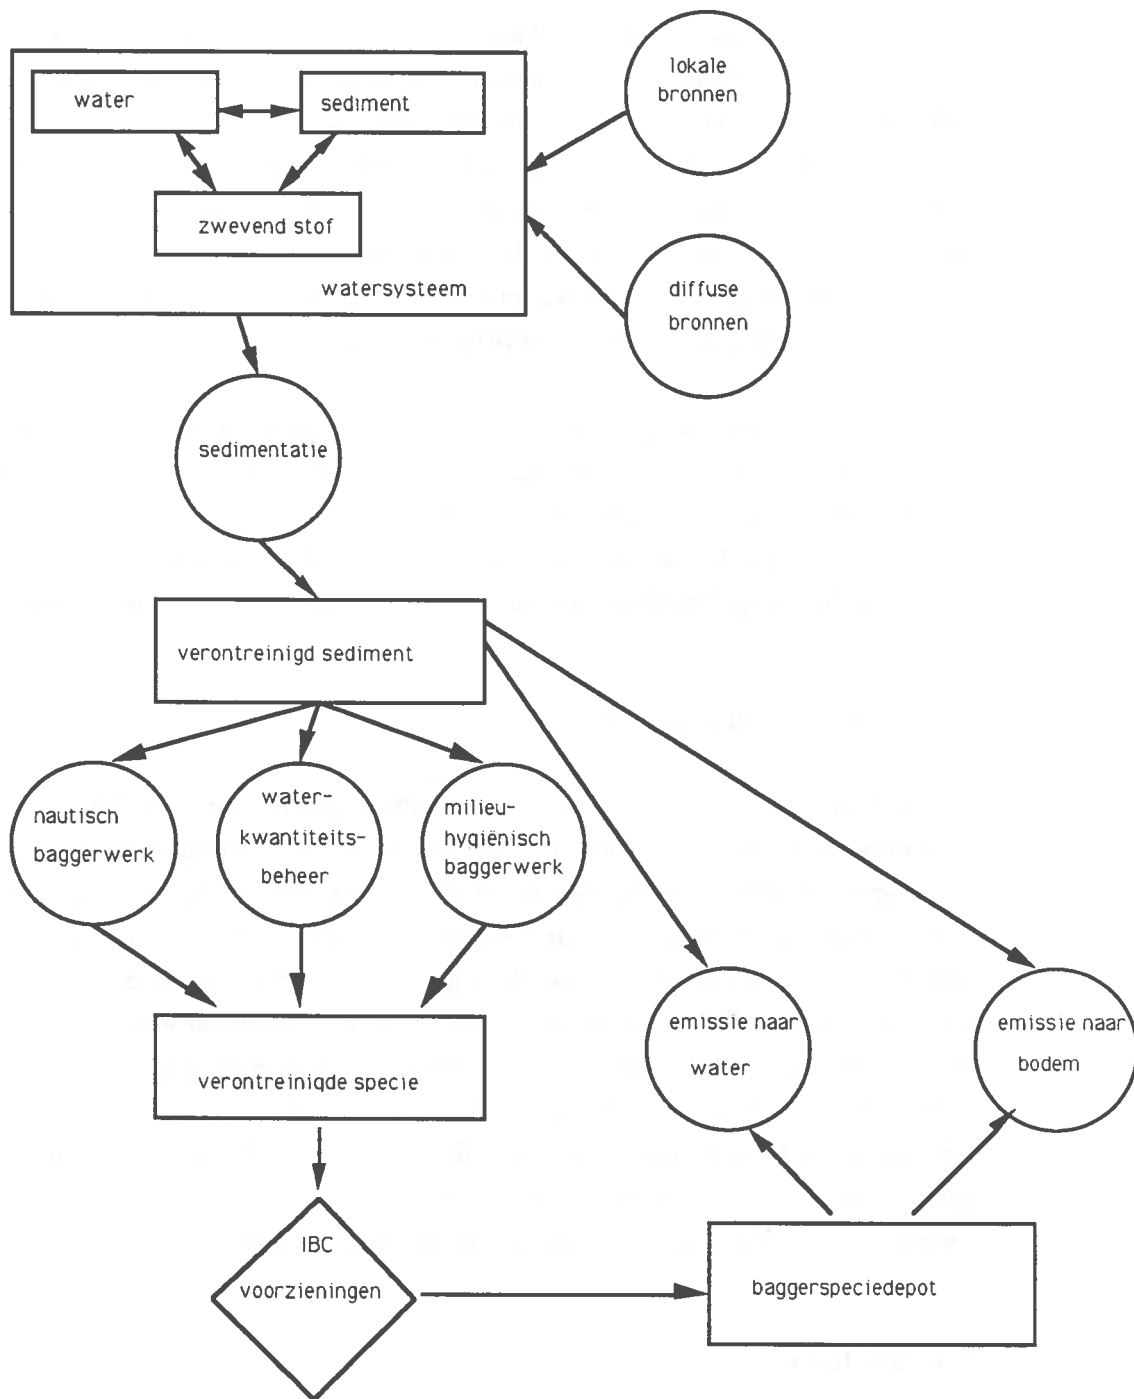 lokale
bronnen
water
sediment
zwevend stof
watersysteem
diffuse
bronnen
sedimentatie
verontreinigd sediment
nautisch
baggerwerk
water-
kwantiteits-
beheer
milieu-
hygiënisch
baggerwerk
emissie naar
water
emissie naar
bodem
verontreinigde specie
IBC
voorzieningen
baggerspeciedepot